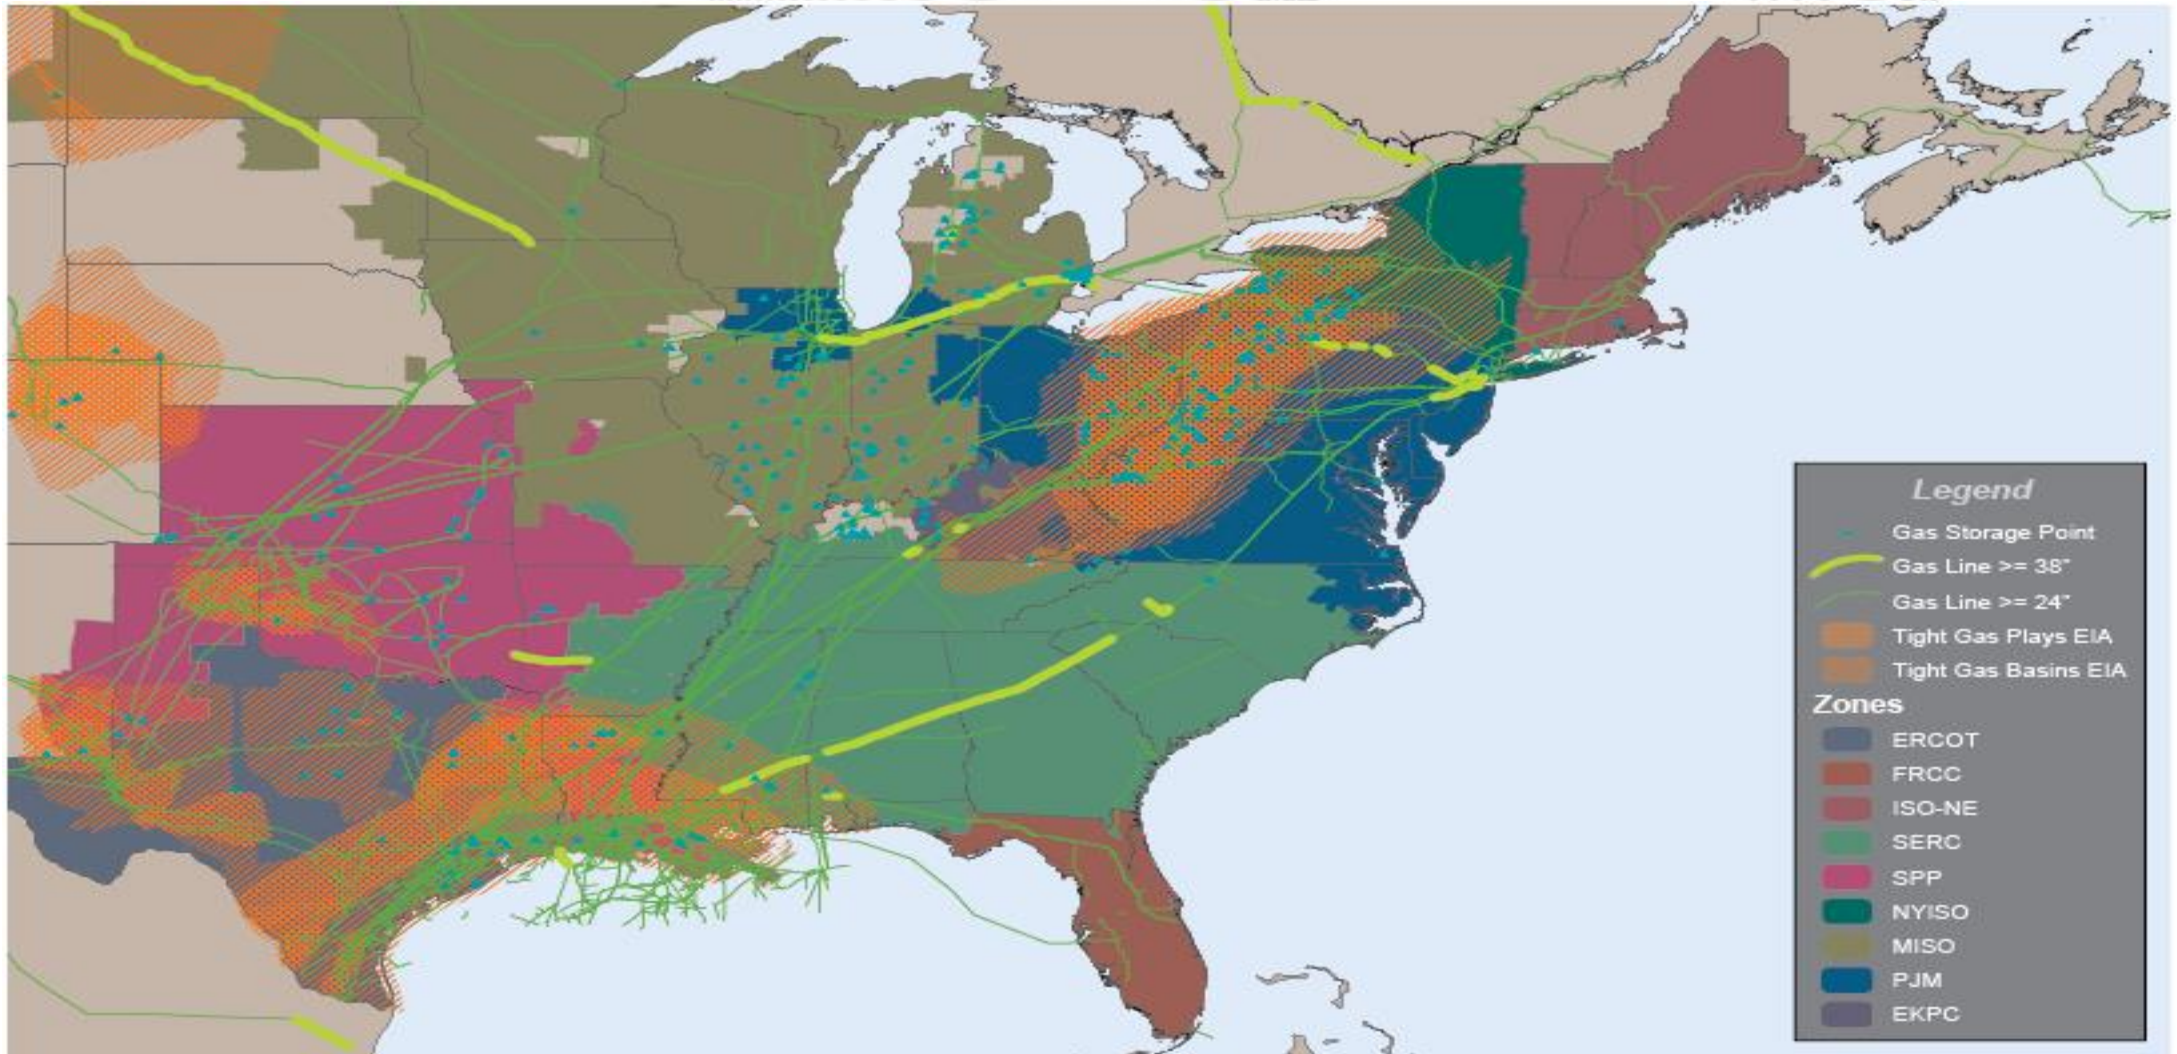 Legend
Gas Storage Point
Gas Line >= 38"
Gas Line >= 24"
Tight Gas Plays EIA
Tight Gas Basins EIA
Zones
ERCOT
FRCC
ISO-NE
SERC
SPP
NYISO
MISO
PJM
EKPC